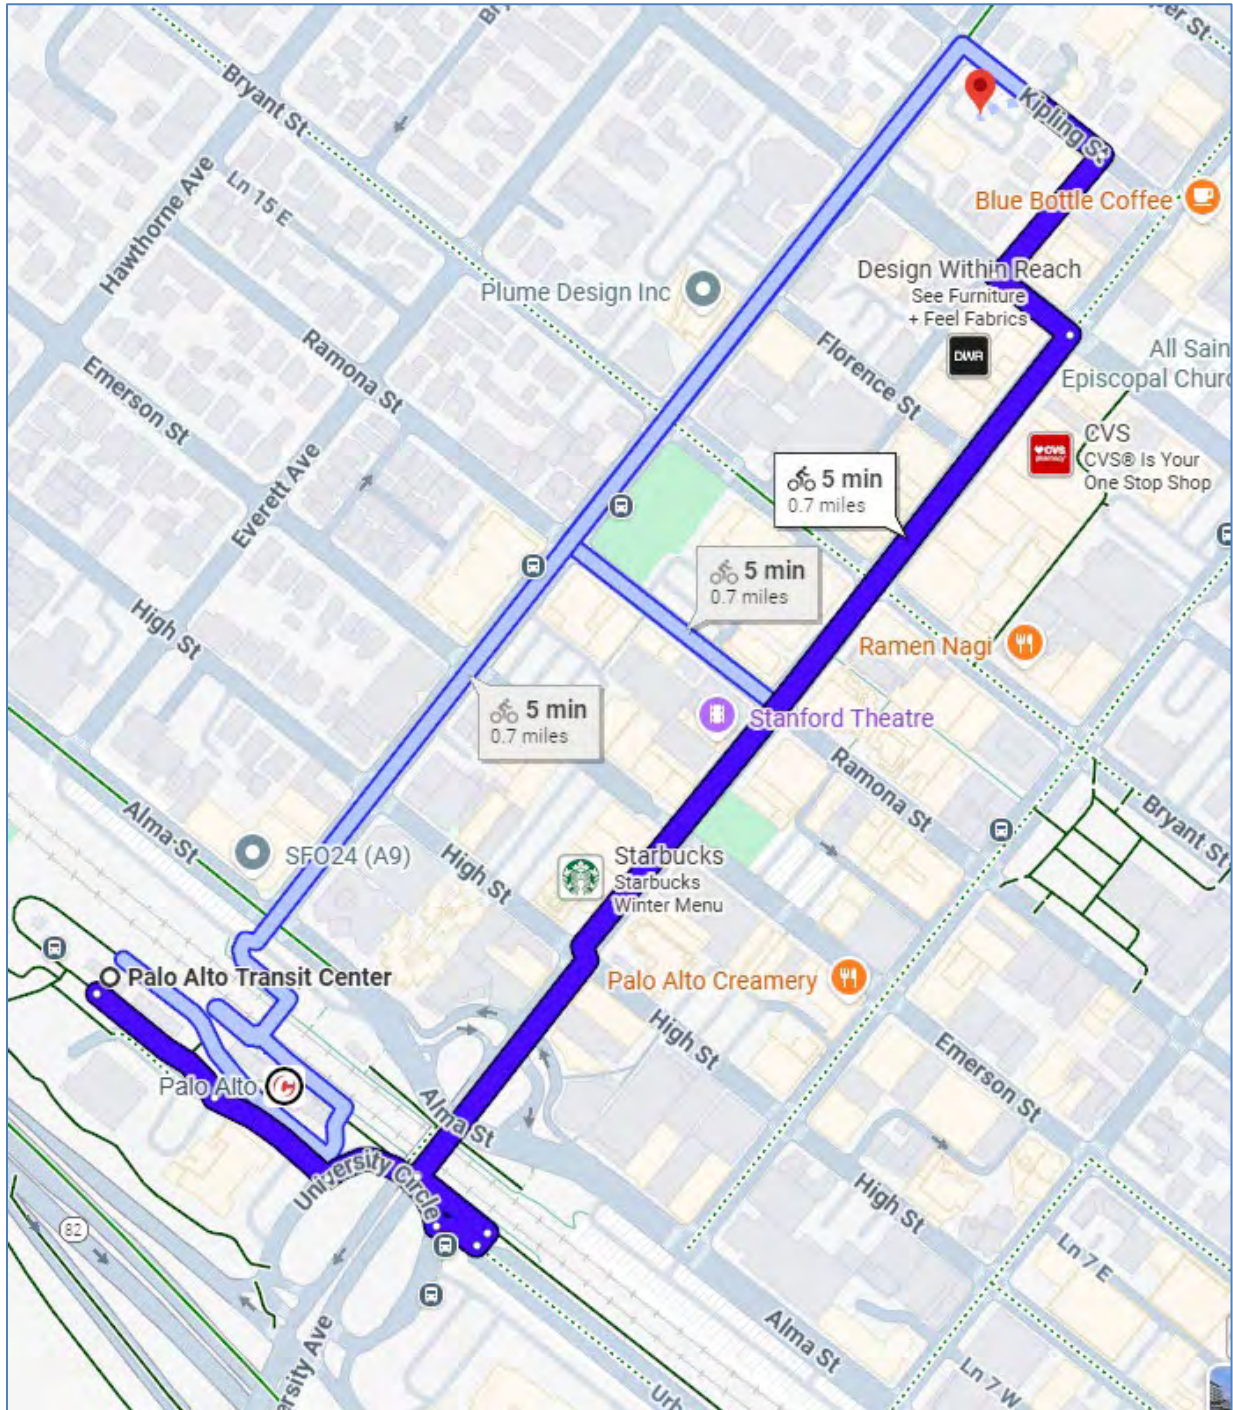 Bryant St
Kipling St
Blue Bottle Coffee
Hawthorne Ave
Ln 15 E
Design Within Reach
See Furniture
+ Feel Fabrics
DWR
Plume Design Inc
Ramona St
Florence St
All Sain
Episcopal Churc
Emerson St
CVS
CVS® Is Your
One Stop Shop
♥CVS
pharmacy
5 min
0.7 miles
Everett Ave
5 min
0.7 miles
High St
Ramen Nagi
5 min
0.7 miles
Stanford Theatre
Ramona St
Bryant St
Alma St
SFO24 (A9)
High St
Starbucks
Starbucks
Winter Menu
Palo Alto Transit Center
Palo Alto Creamery
High St
Emerson St
Palo Alto
Alma St
University Circle
High St
82
Ln 7 E
Alma St
ersity Ave
Ln 7 W
Urb